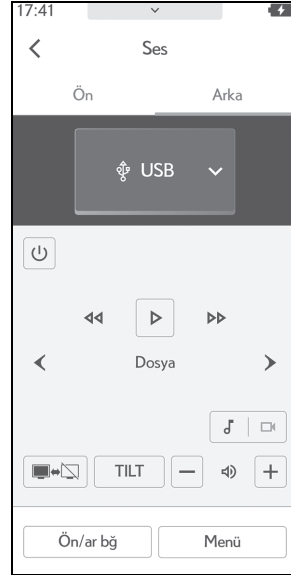 17:41
Ses
Ön Arka
USB
Dosya
TILT
Ön/ar bğ Menü